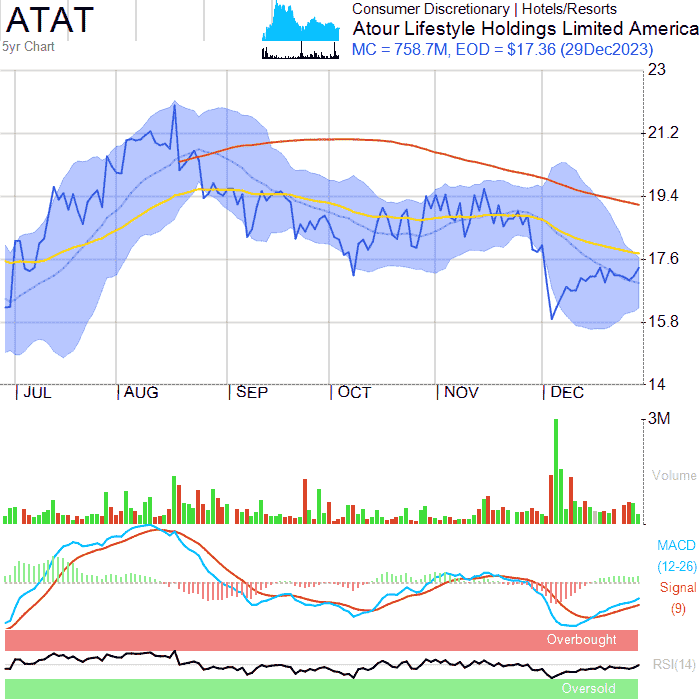 ATAT
5yr Chart
Consumer Discretionary | Hotels/Resorts
Atour Lifestyle Holdings Limited America
MC = 758.7M, EOD = $17.36 (29Dec2023)
23
21.2
19.4
17.6
15.8
14
JUL AUG SEP OCT NOV DEC
3M
Volume
MACD
(12-26)
Signal
(9)
Overbought
RSI(14)
Oversold